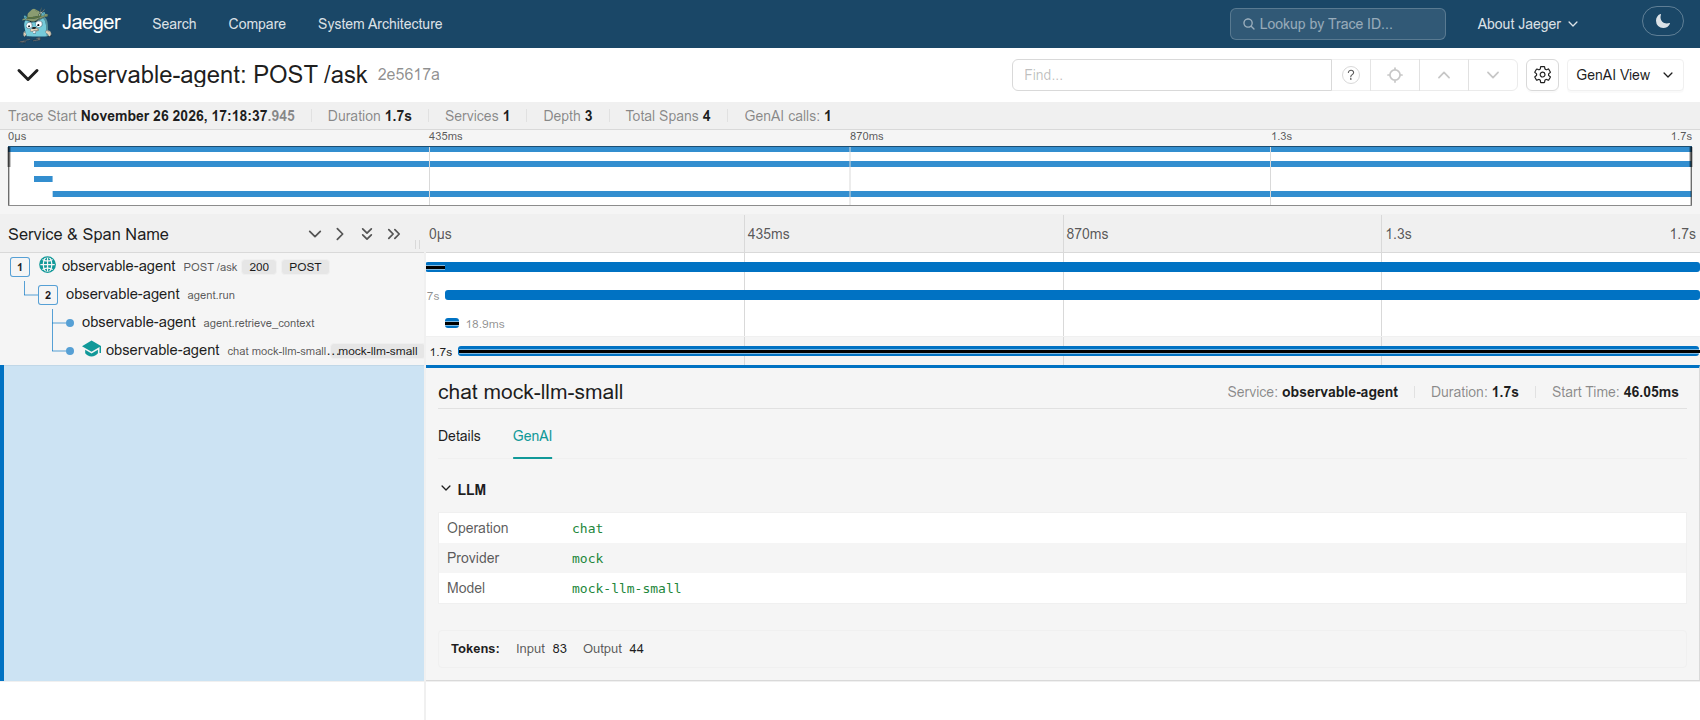 Jaeger Search Compare System Architecture Lookup by Trace ID... About Jaeger
observable-agent: POST /ask 2e5617a Find... ? GenAI View
Trace Start November 26 2026, 17:18:37.945 Duration 1.7s Services 1 Depth 3 Total Spans 4 GenAI calls: 1
0μs 435ms 870ms 1.3s 1.7s
Service & Span Name 0μs 435ms 870ms 1.3s 1.7s
1 observable-agent POST /ask 200 POST
2 observable-agent agent.run 7s
observable-agent agent.retrieve_context 18.9ms
observable-agent chat mock-llm-small... mock-llm-small 1.7s
chat mock-llm-small Service: observable-agent Duration: 1.7s Start Time: 46.05ms
Details GenAI
LLM
Operation chat
Provider mock
Model mock-llm-small
Tokens: Input 83 Output 44